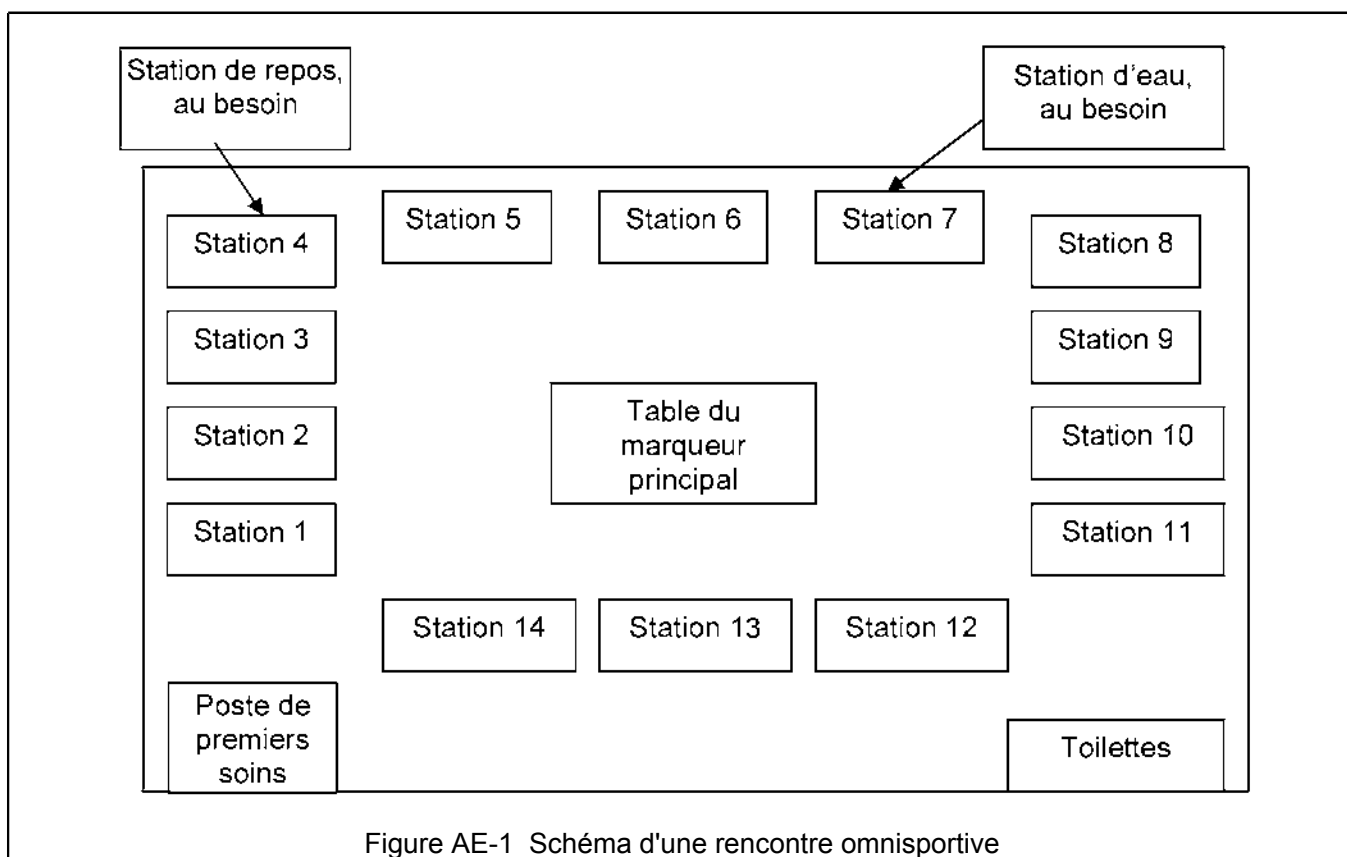 Station de repos,
au besoin
Station d'eau,
au besoin
Station 4
Station 5
Station 6
Station 7
Station 8
Station 3
Station 9
Station 2
Table du
marqueur
principal
Station 10
Station 1
Station 11
Station 14
Station 13
Station 12
Poste de
premiers
soins
Toilettes
Figure AE-1 Schéma d'une rencontre omnisportive